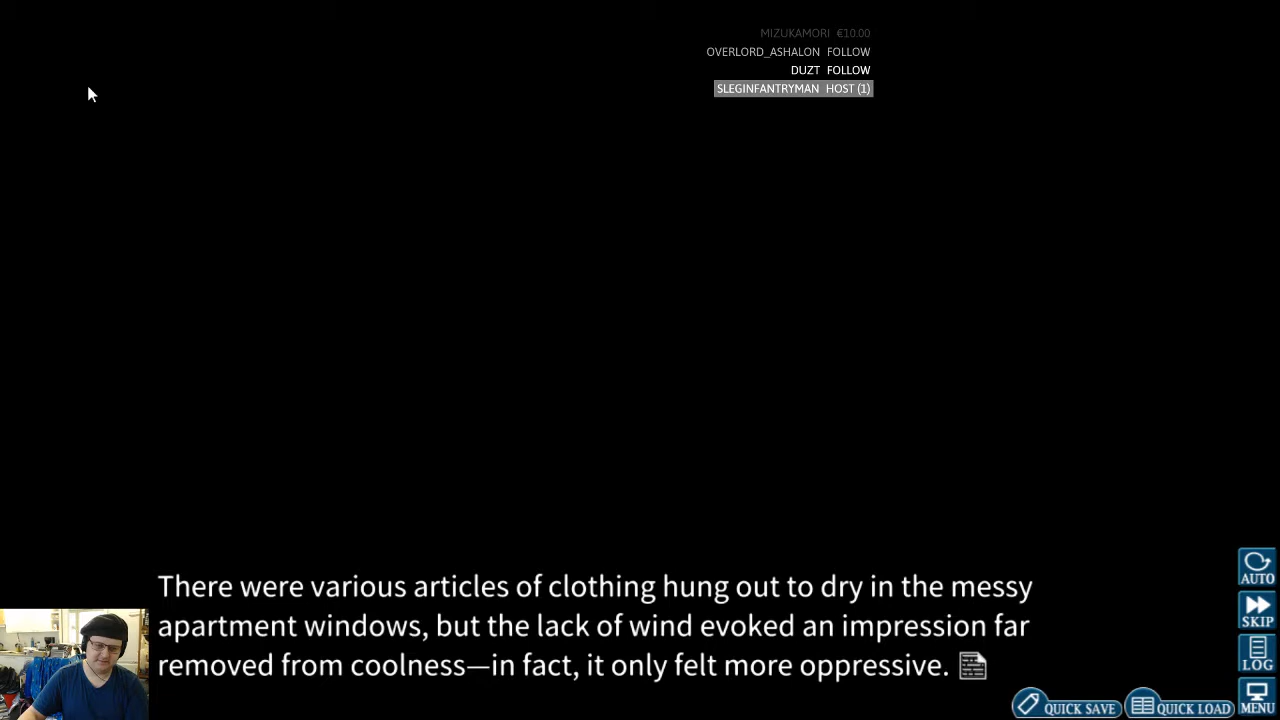 MIZUKAMORI €10.00
OVERLORD_ASHALON FOLLOW
DUZT FOLLOW
SLEGINFANTRYMAN HOST (1)
There were various articles of clothing hung out to dry in the messy
apartment windows, but the lack of wind evoked an impression far
removed from coolness—in fact, it only felt more oppressive.
AUTO
SKIP
LOG
MENU
QUICK SAVE
QUICK LOAD